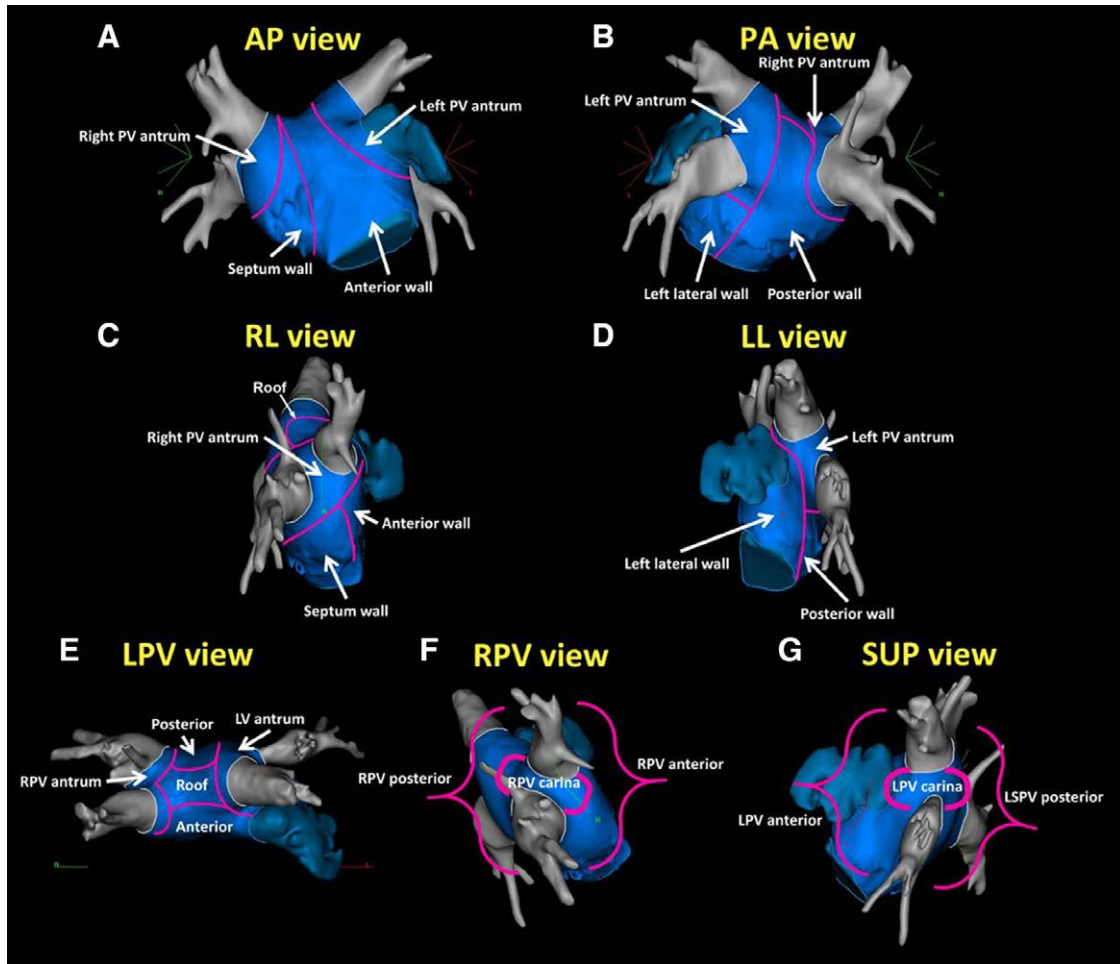 A
AP view
Right PV antrum
Left PV antrum
Septum wall
Anterior wall
B
PA view
Right PV antrum
Left PV antrum
Left lateral wall
Posterior wall
C
RL view
Roof
Right PV antrum
Anterior wall
Septum wall
D
LL view
Left PV antrum
Left lateral wall
Posterior wall
E
LPV view
Posterior
LV antrum
RPV antrum
Roof
Anterior
F
RPV view
RPV posterior
RPV carina
RPV anterior
G
SUP view
LPV anterior
LPV carina
LSPV posterior